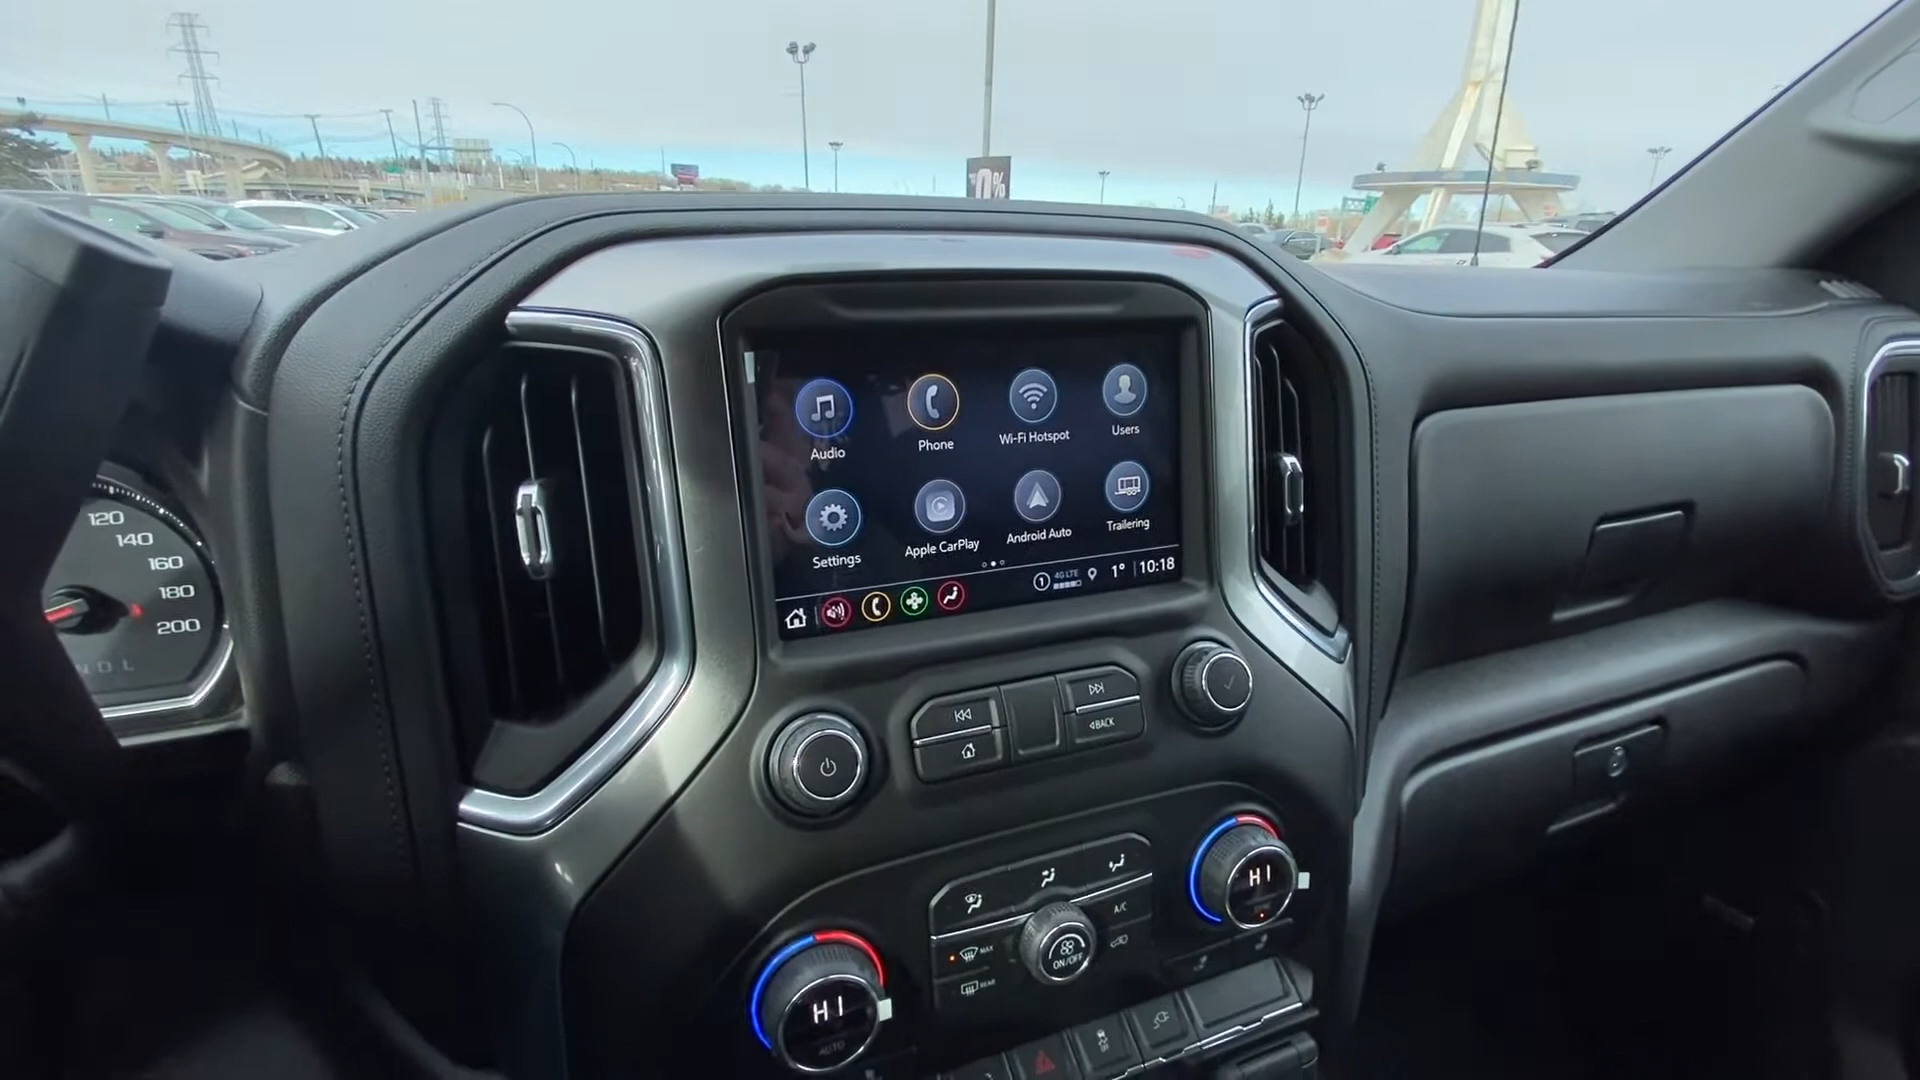 0%
120
140
160
180
200
N D L
Audio
Phone
Wi-Fi Hotspot
Users
Settings
Apple CarPlay
Android Auto
Trailering
1 4G LTE 1° 10:18
BACK
HI
A/C
MAX
ON/OFF
REAR
HI
AUTO